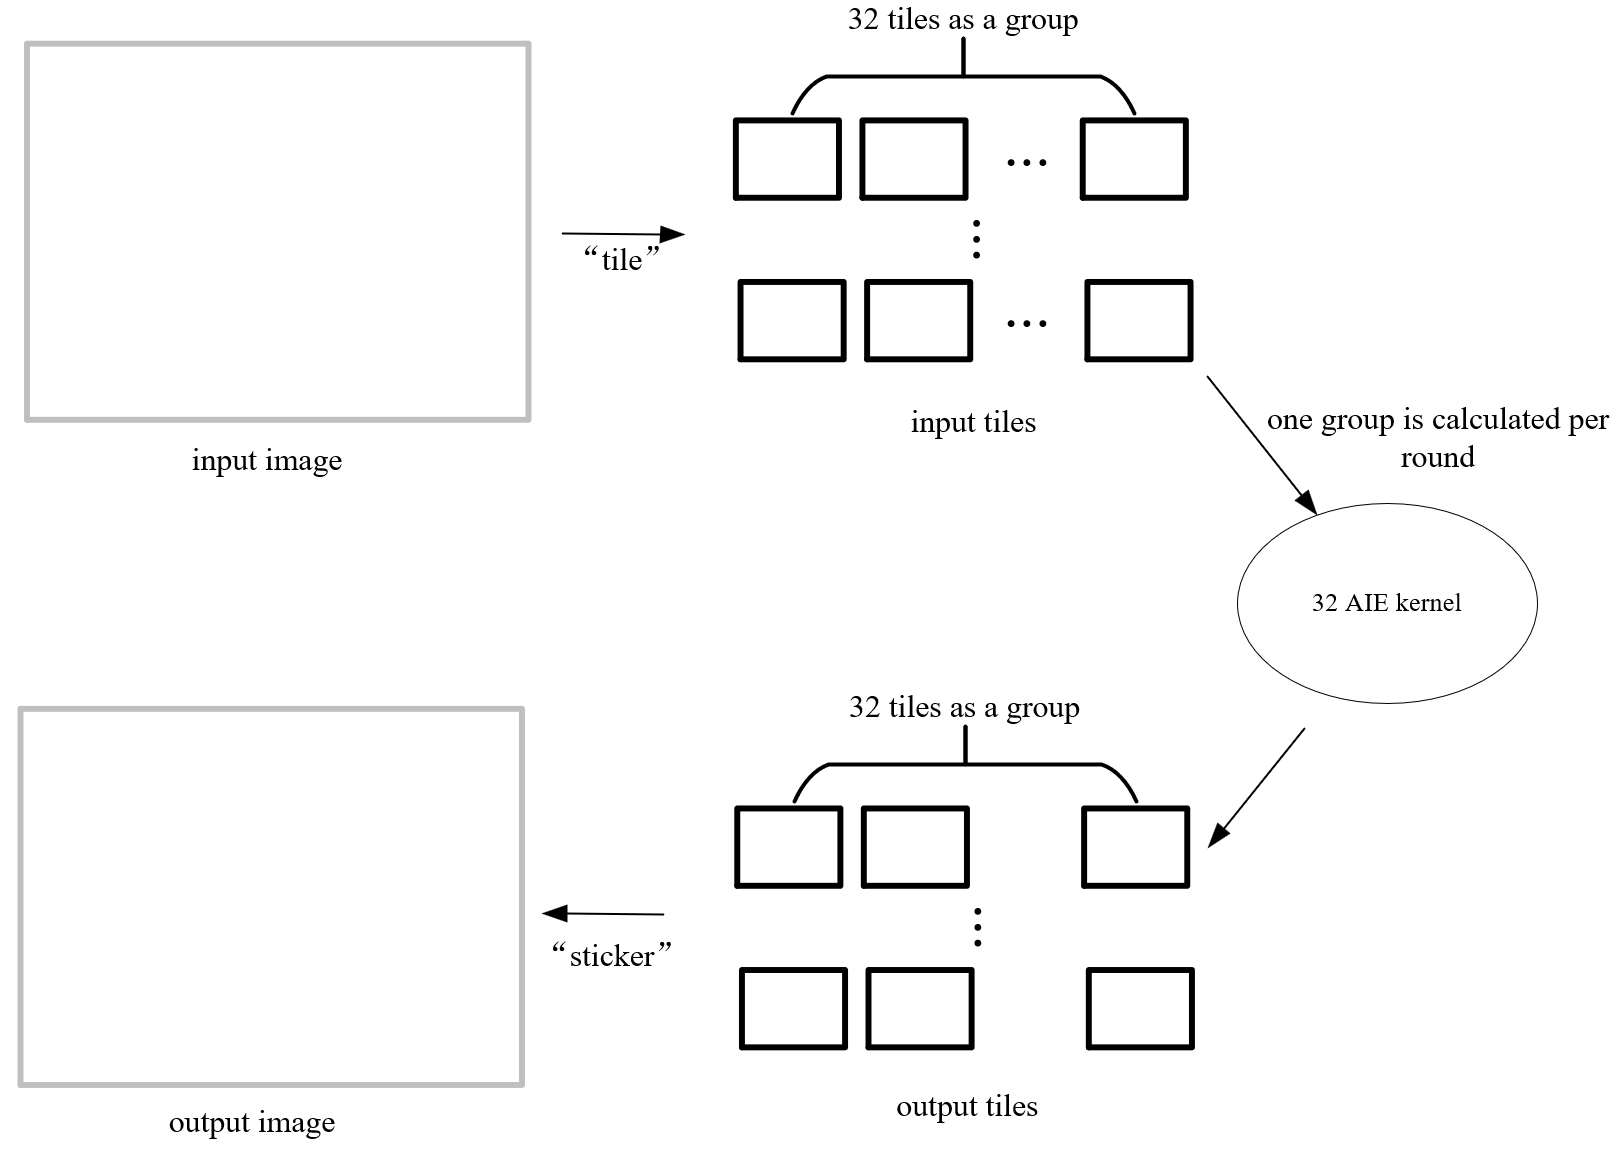 32 tiles as a group
“tile”
input tiles
input image
one group is calculated per
round
32 AIE kernel
32 tiles as a group
“sticker”
output tiles
output image